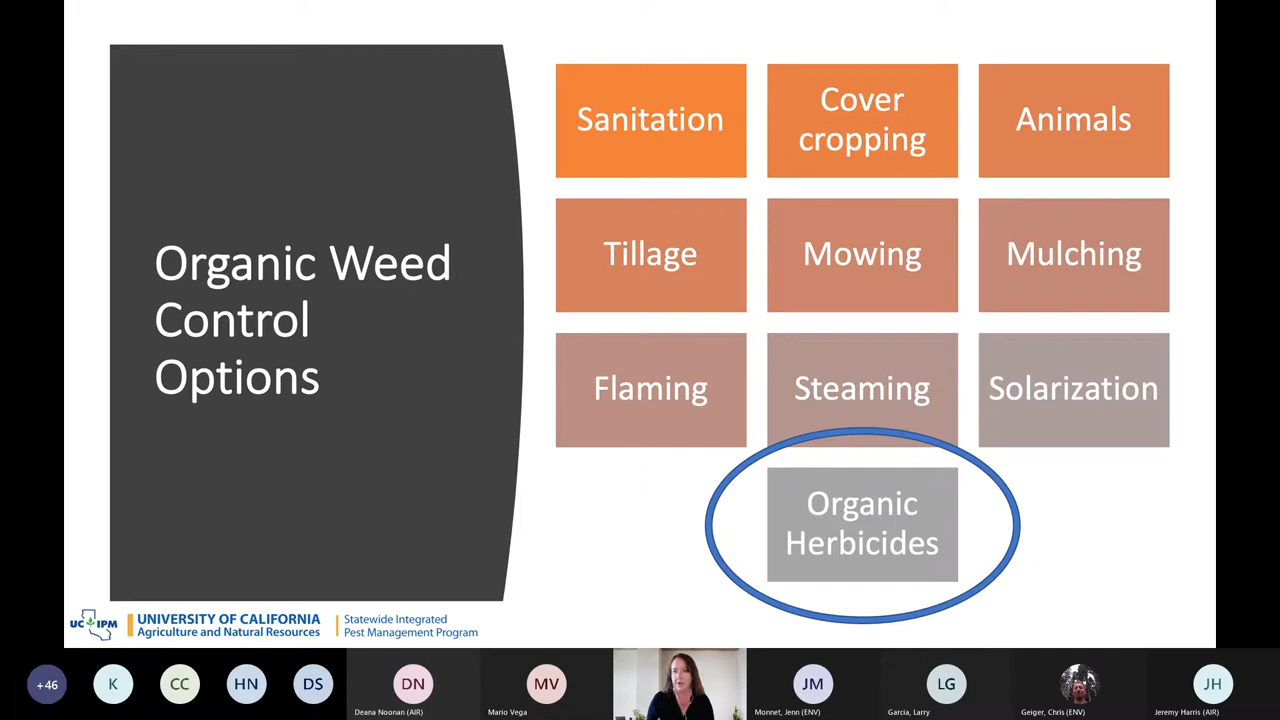 Organic Weed
Control
Options
Sanitation
Cover
cropping
Animals
Tillage
Mowing
Mulching
Flaming
Steaming
Solarization
Organic
Herbicides
UC IPM
UNIVERSITY OF CALIFORNIA
Agriculture and Natural Resources
Statewide Integrated
Pest Management Program
+46
K
CC
HN
DS
DN
Deana Noonan (AIR)
MV
Mario Vega
JM
Monnet, Jenn (ENV)
LG
Garcia, Larry
Geiger, Chris (ENV)
JH
Jeremy Harris (AIR)